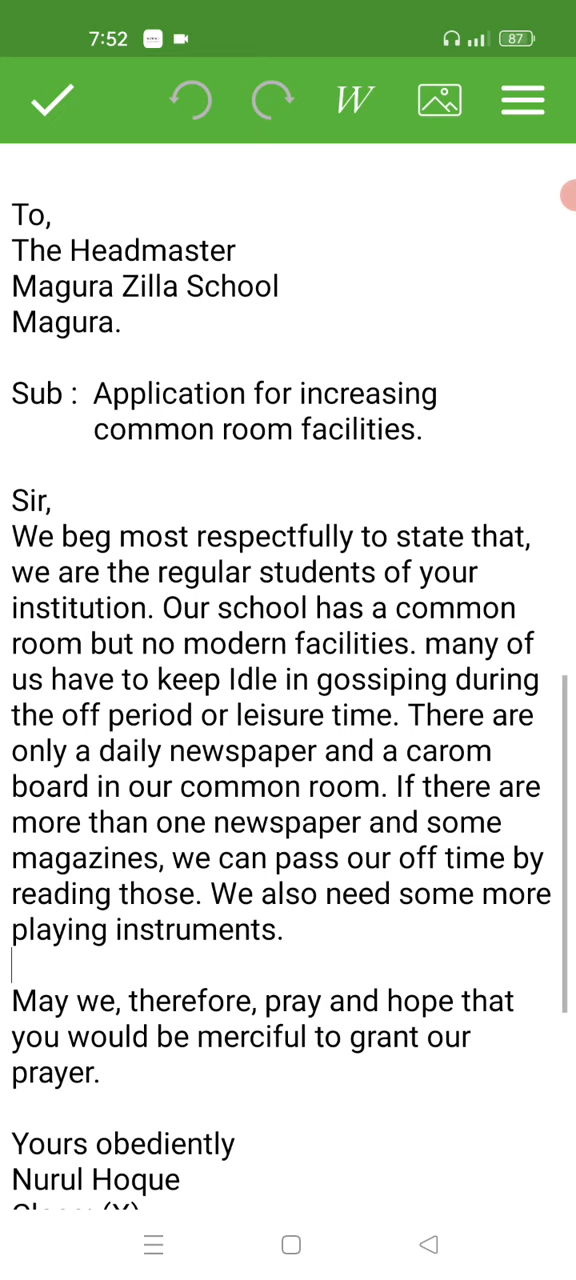 7:52
87
W
To,
The Headmaster
Magura Zilla School
Magura.
Sub : Application for increasing
common room facilities.
Sir,
We beg most respectfully to state that,
we are the regular students of your
institution. Our school has a common
room but no modern facilities. many of
us have to keep Idle in gossiping during
the off period or leisure time. There are
only a daily newspaper and a carom
board in our common room. If there are
more than one newspaper and some
magazines, we can pass our off time by
reading those. We also need some more
playing instruments.
May we, therefore, pray and hope that
you would be merciful to grant our
prayer.
Yours obediently
Nurul Hoque